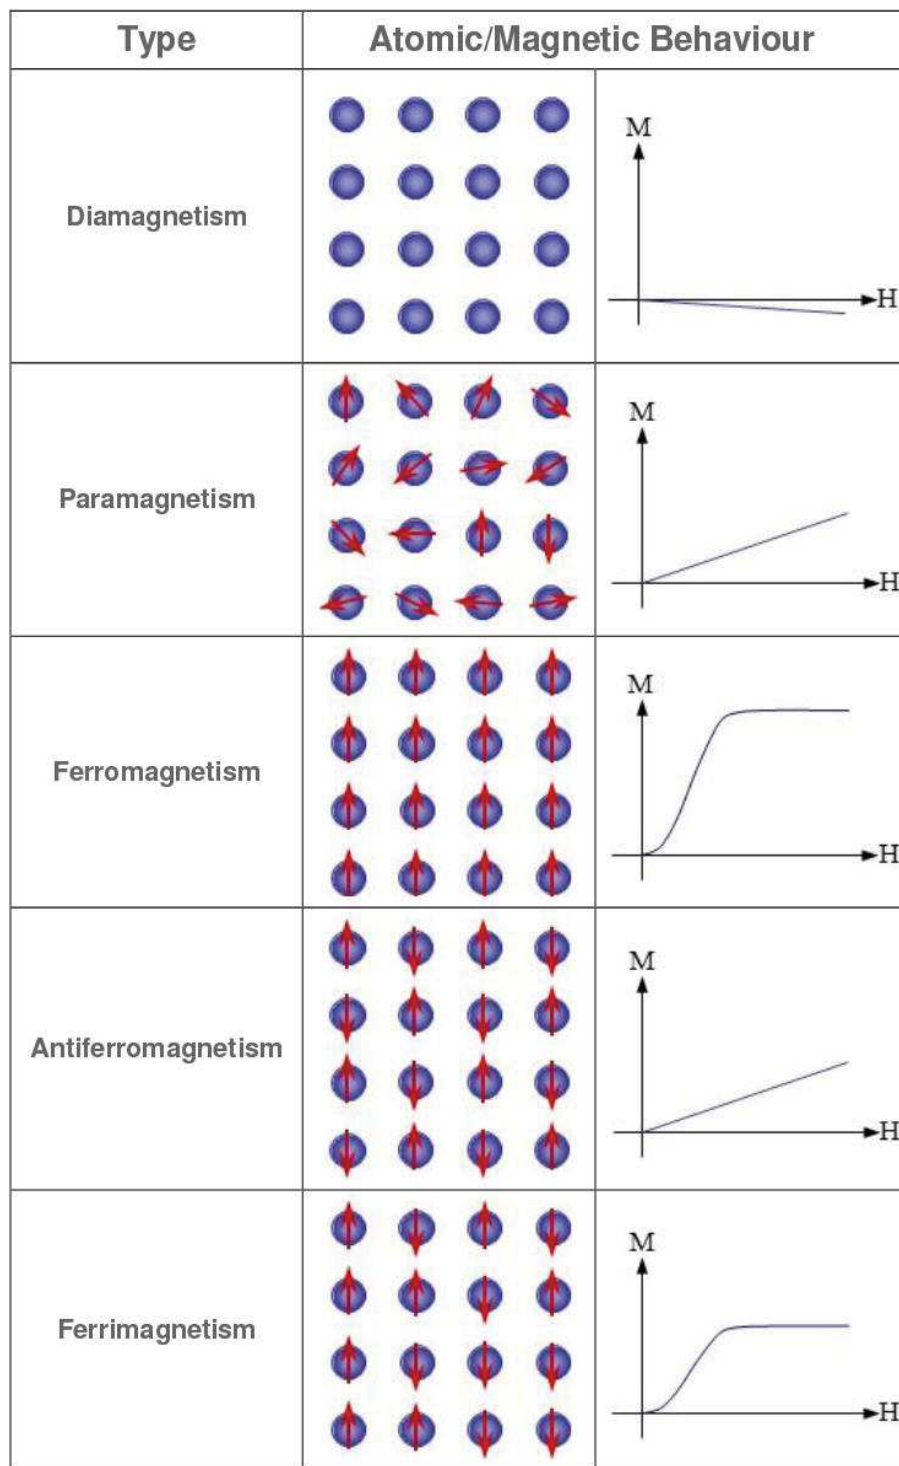 Type
Atomic/Magnetic Behaviour
Diamagnetism
M
H
Paramagnetism
M
H
Ferromagnetism
M
H
Antiferromagnetism
M
H
Ferrimagnetism
M
H